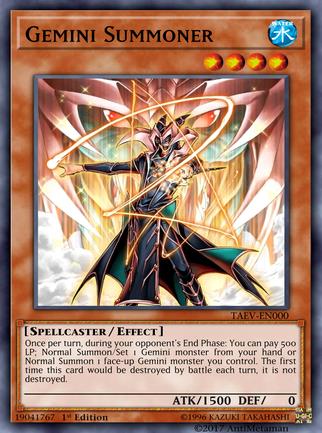 GEMINI SUMMONER
WATER
水
TAEV-EN000
[SPELLCASTER / EFFECT]
Once per turn, during your opponent's End Phase: You can pay 500
LP; Normal Summon/Set 1 Gemini monster from your hand or
Normal Summon 1 face-up Gemini monster you control. The first
time this card would be destroyed by battle each turn, it is
not destroyed.
ATK/1500 DEF/ 0
19041767 1st Edition ©1996 KAZUKI TAKAHASHI
©2017 AntiMetaman